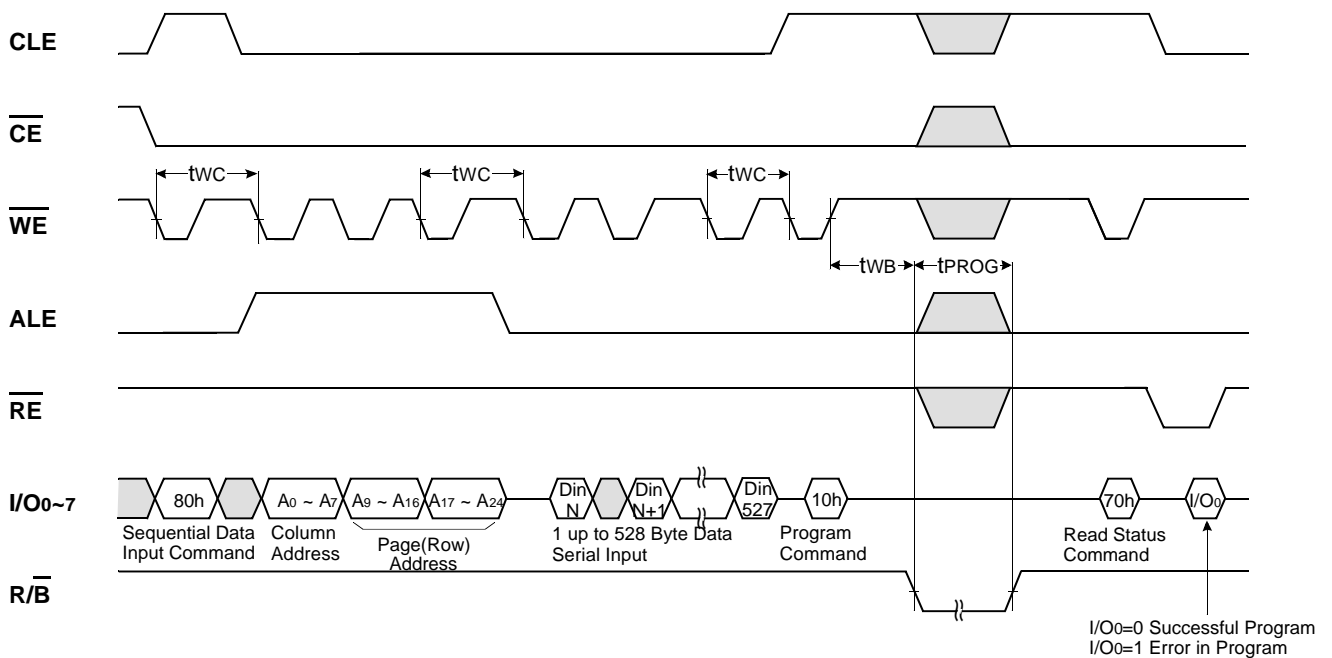 CLE
CE
tWC
tWC
tWC
WE
tWB
tPROG
ALE
RE
I/O0~7
80h
A0 ~ A7
A9 ~ A16
A17 ~ A24
Din
N
Din
N+1
Din
527
10h
70h
I/O0
Sequential Data
Input Command
Column
Address
Page(Row)
Address
1 up to 528 Byte Data
Serial Input
Program
Command
Read Status
Command
R/B
I/O0=0 Successful Program
I/O0=1 Error in Program